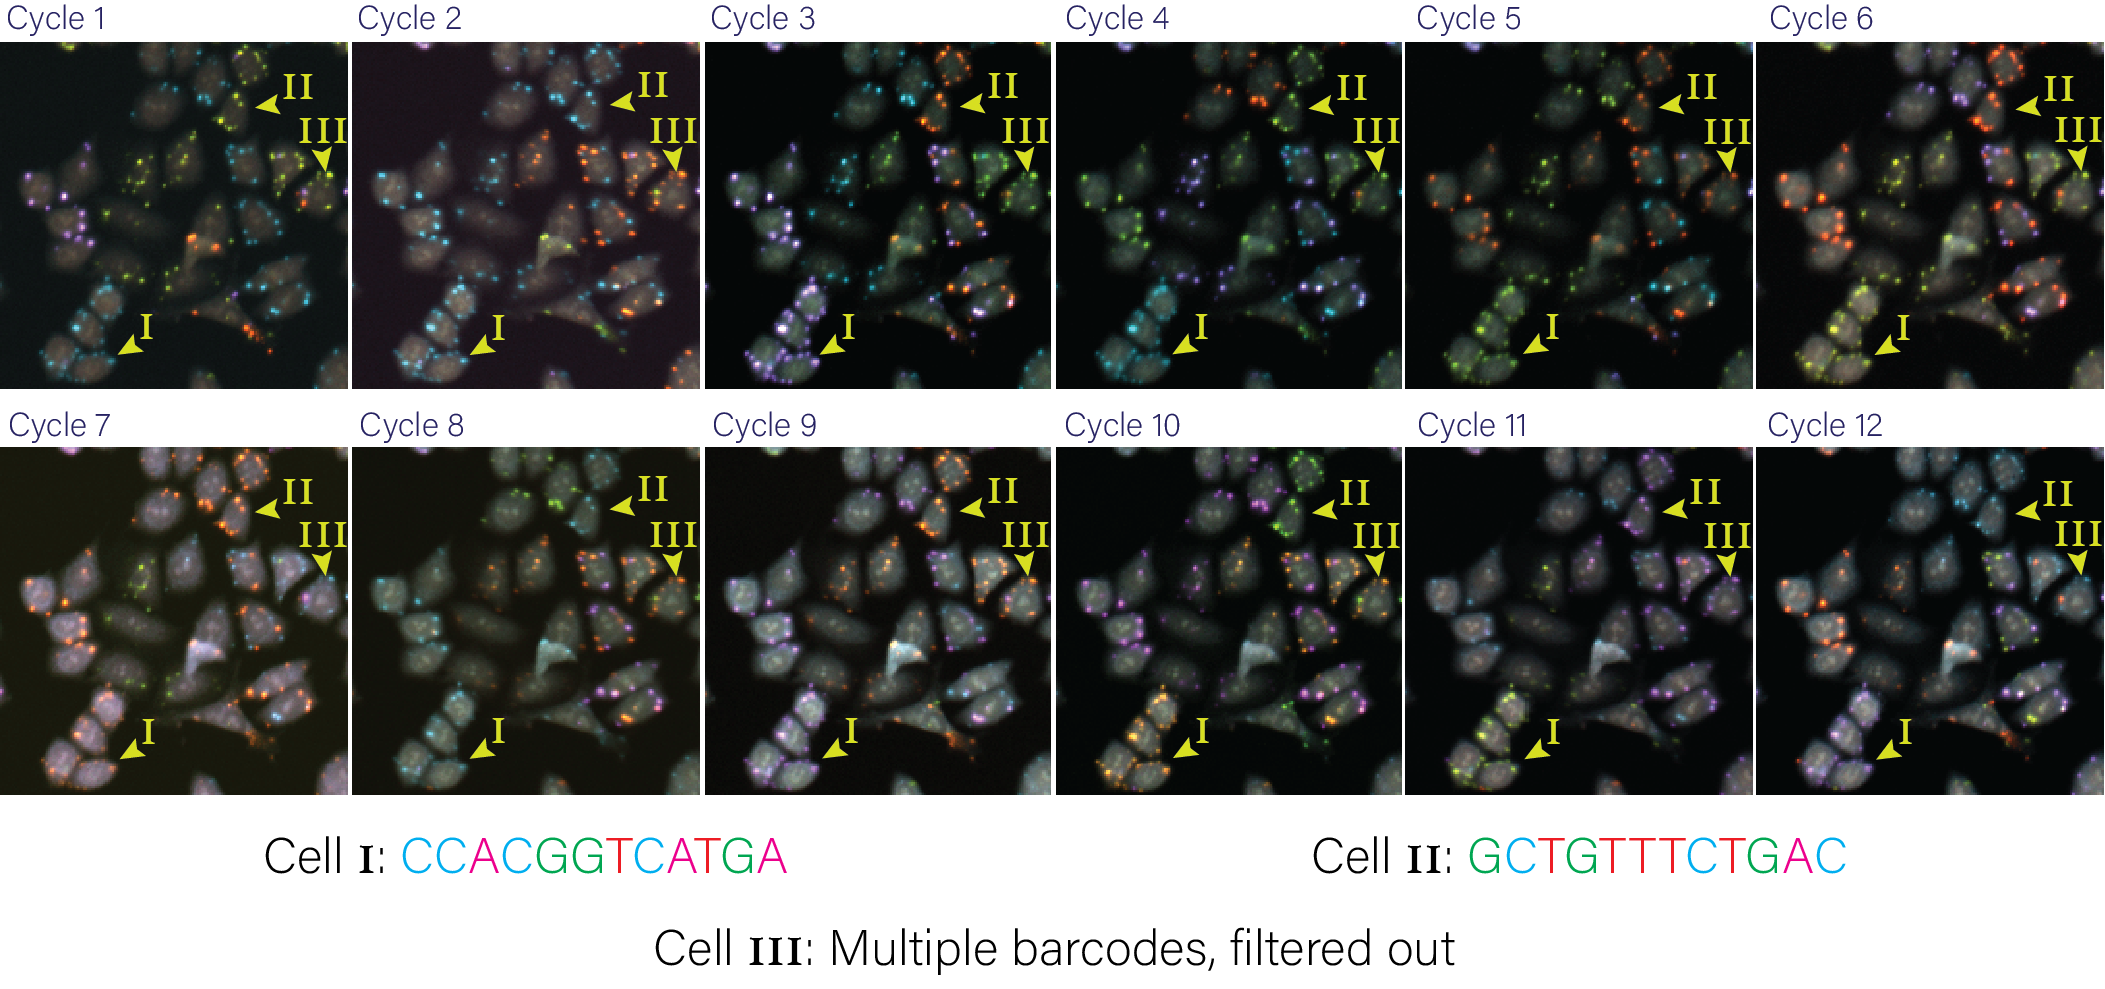 Cycle 1 Cycle 2 Cycle 3 Cycle 4 Cycle 5 Cycle 6
II II II II II II
III III III III III III
I I I I I I
Cycle 7 Cycle 8 Cycle 9 Cycle 10 Cycle 11 Cycle 12
II II II II II II
III III III III III III
I I I I I I
Cell I: CCACGGTCATGA Cell II: GCTGTTTCTGAC
Cell III: Multiple barcodes, filtered out